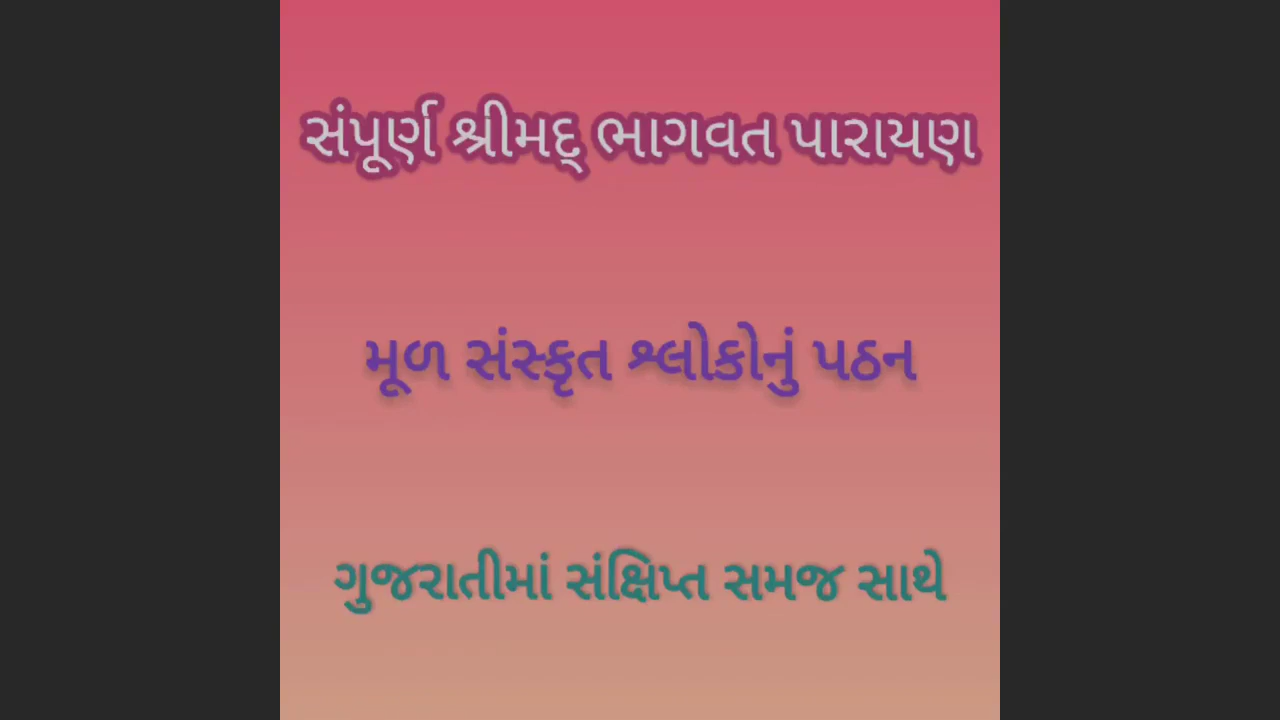 સંપૂર્ણ શ્રીમદ્ ભાગવત પારાયણ
મૂળ સંસ્કૃત શ્લોકોનું પઠન
ગુજરાતીમાં સંક્ષિપ્ત સમજ સાથે